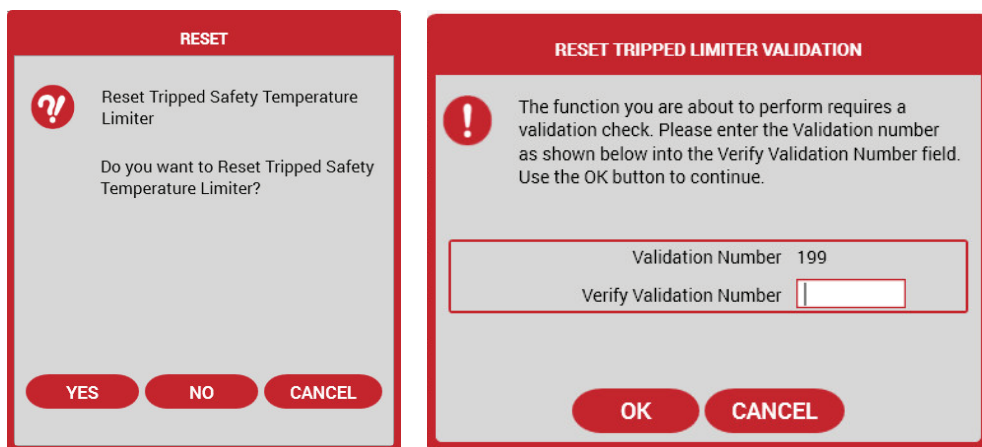 RESET
Reset Tripped Safety Temperature
Limiter
Do you want to Reset Tripped Safety
Temperature Limiter?
YES NO CANCEL
RESET TRIPPED LIMITER VALIDATION
The function you are about to perform requires a
validation check. Please enter the Validation number
as shown below into the Verify Validation Number field.
Use the OK button to continue.
Validation Number 199
Verify Validation Number
OK CANCEL